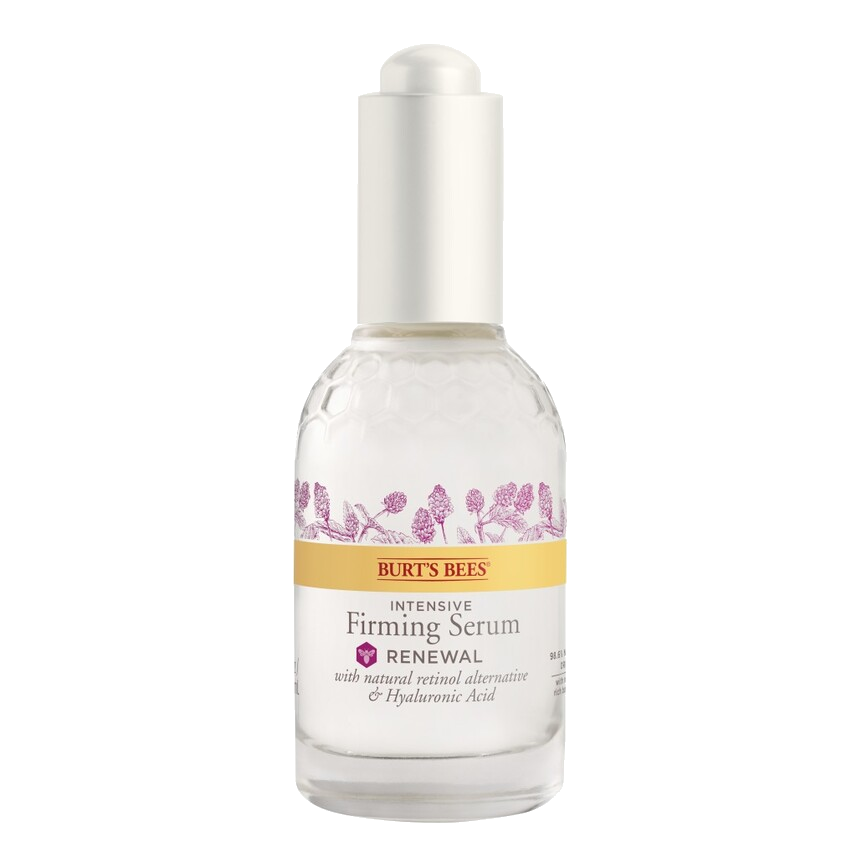 BURT'S BEES®
INTENSIVE
Firming Serum
RENEWAL
with natural retinol alternative
& Hyaluronic Acid